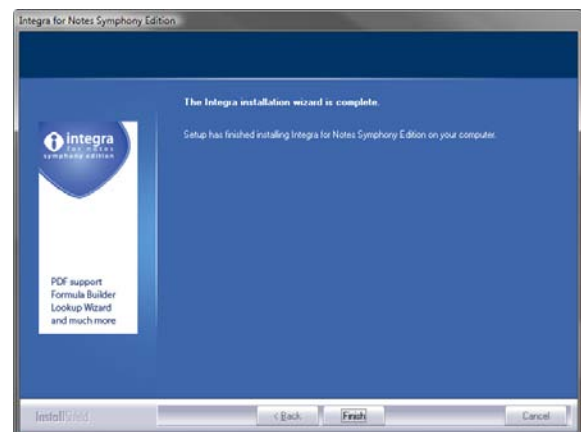 Integra for Notes Symphony Edition
The Integra installation wizard is complete.
Setup has finished installing Integra for Notes Symphony Edition on your computer.
integra
for notes
symphony edition
PDF support
Formula Builder
Lookup Wizard
and much more
InstallShield
< Back
Finish
Cancel